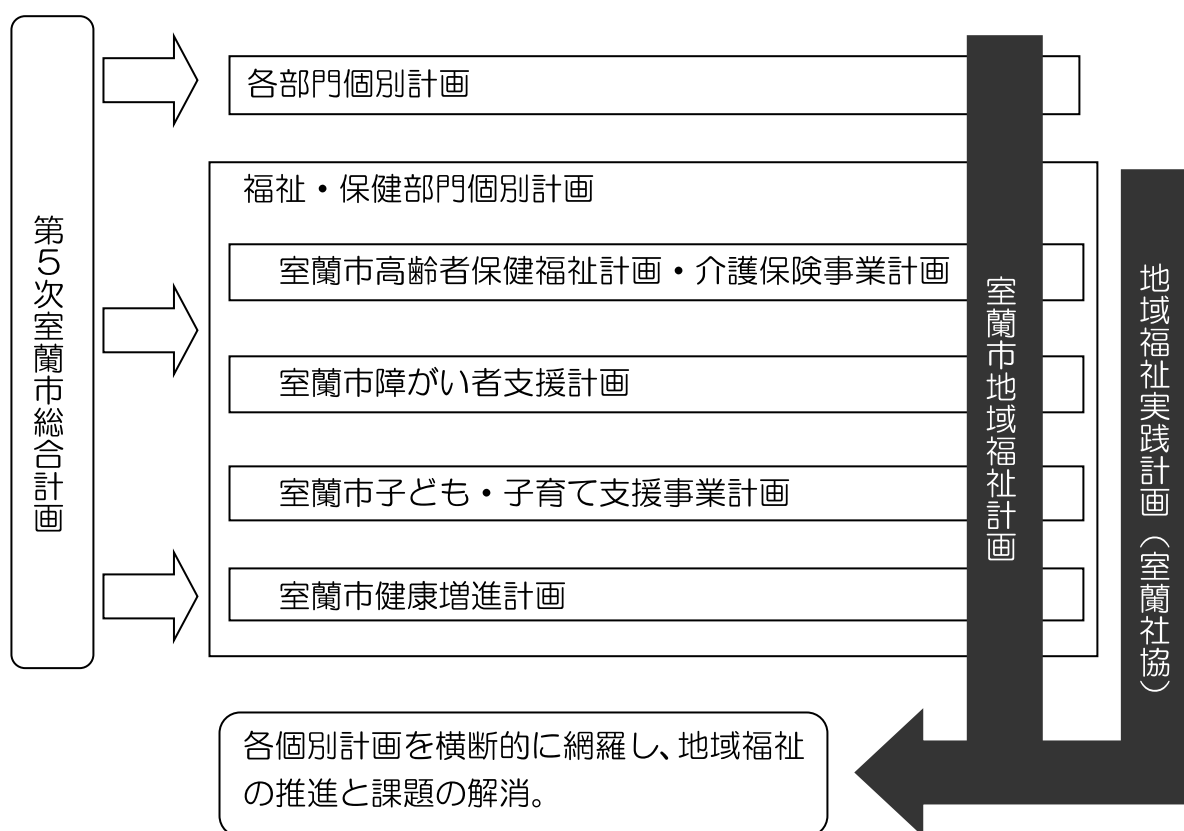 第5次室蘭市総合計画
各部門個別計画
福祉・保健部門個別計画
室蘭市高齢者保健福祉計画・介護保険事業計画
室蘭市障がい者支援計画
室蘭市子ども・子育て支援事業計画
室蘭市健康増進計画
室蘭市地域福祉計画
地域福祉実践計画（室蘭社協）
各個別計画を横断的に網羅し、地域福祉
の推進と課題の解消。